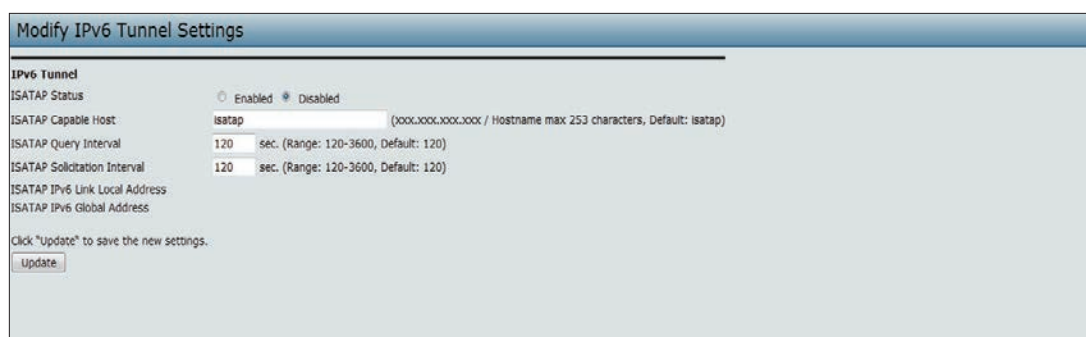 Modify IPv6 Tunnel Settings
IPv6 Tunnel
ISATAP Status Enabled Disabled
ISATAP Capable Host isatap (xxx.xxx.xxx.xxx / Hostname max 253 characters, Default: isatap)
ISATAP Query Interval 120 sec. (Range: 120-3600, Default: 120)
ISATAP Solicitation Interval 120 sec. (Range: 120-3600, Default: 120)
ISATAP IPv6 Link Local Address
ISATAP IPv6 Global Address
Click "Update" to save the new settings.
Update